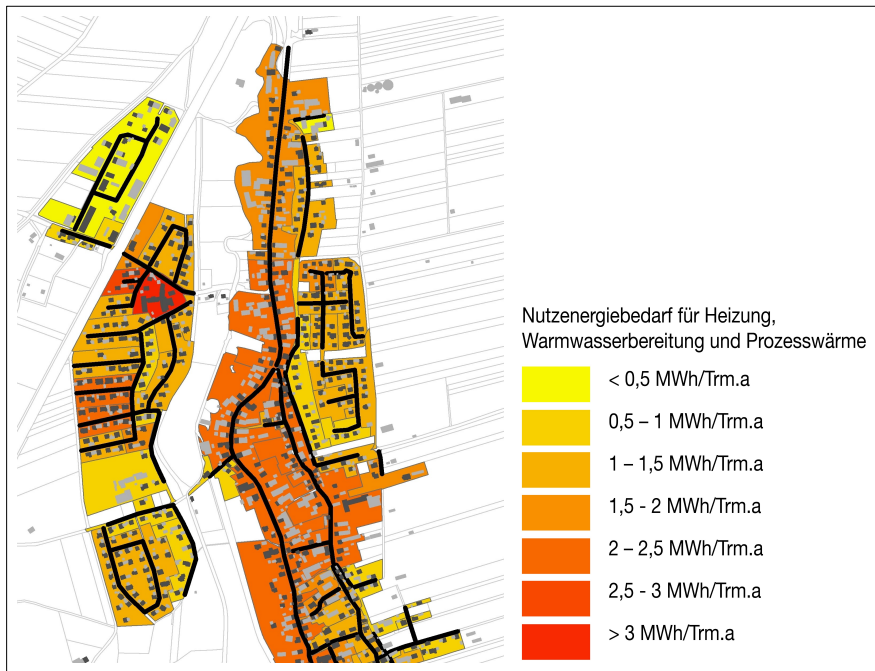 Nutzenergiebedarf für Heizung,
Warmwasserbereitung und Prozesswärme
< 0,5 MWh/Trm.a
0,5 – 1 MWh/Trm.a
1 – 1,5 MWh/Trm.a
1,5 - 2 MWh/Trm.a
2 – 2,5 MWh/Trm.a
2,5 - 3 MWh/Trm.a
> 3 MWh/Trm.a